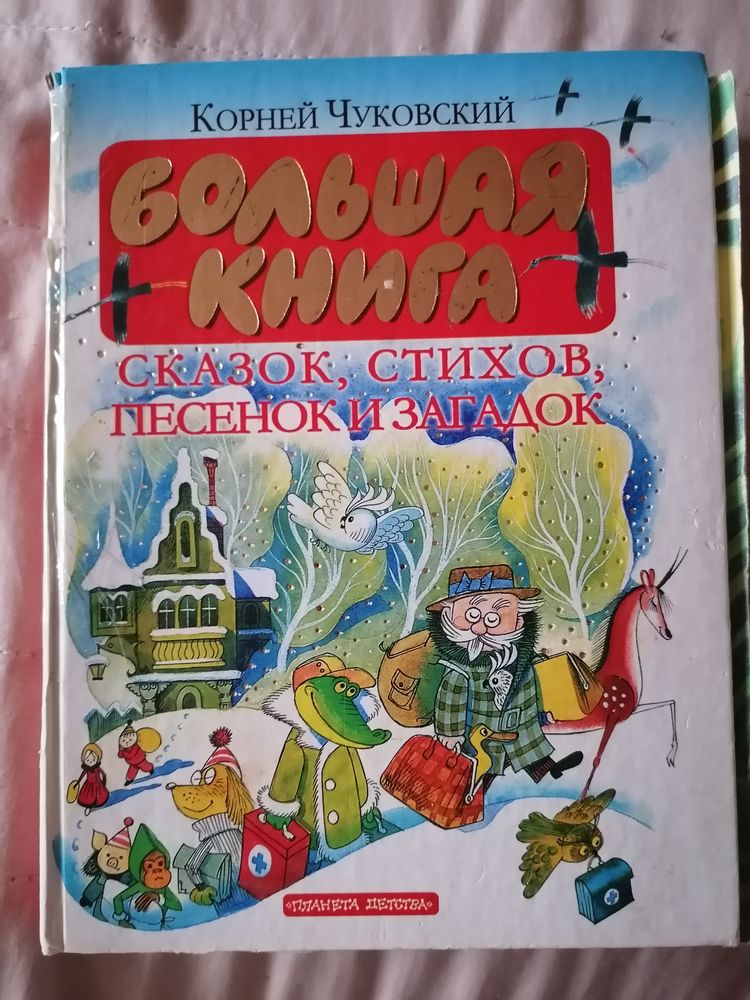 Корней Чуковский
БОЛЬШАЯ
КНИГА
СКАЗОК, СТИХОВ,
ПЕСЕНОК И ЗАГАДОК
«ПЛАНЕТА ДЕТСТВА»